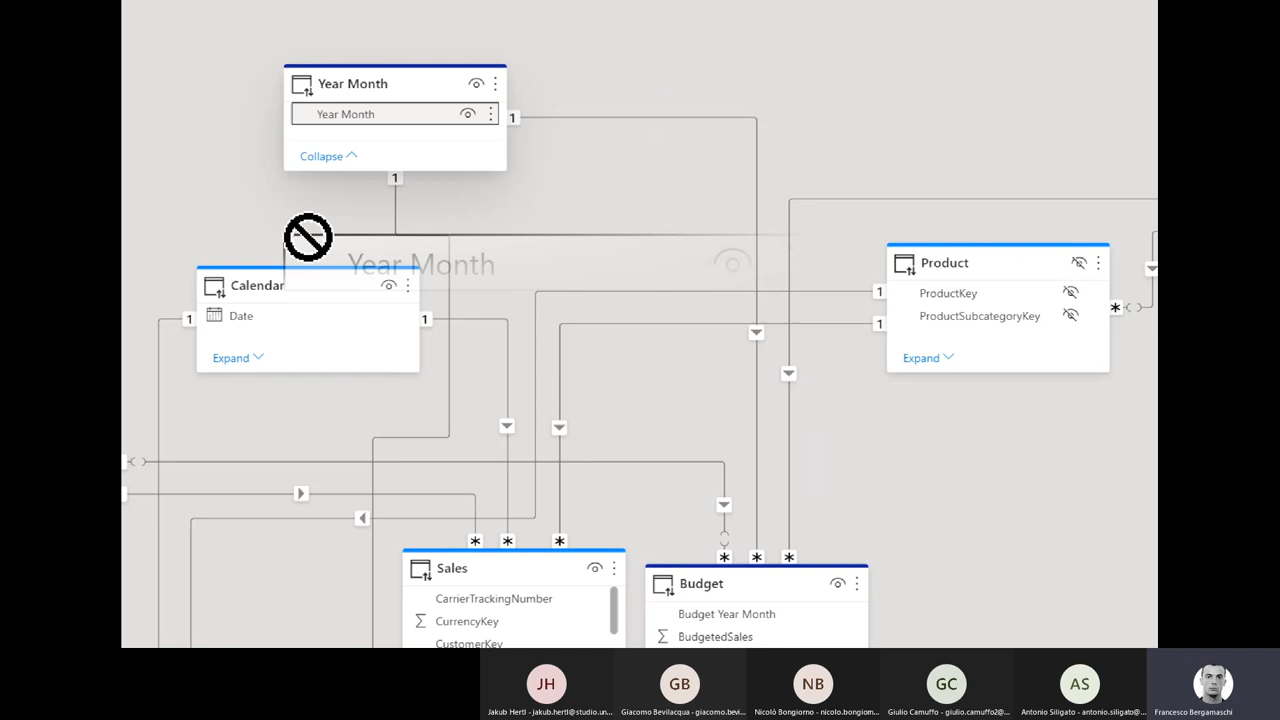 Year Month
Year Month
Collapse
1
1
Year Month
Calendar
Date
1
1
Expand
Product
ProductKey
ProductSubcategoryKey
1
1
*
Expand
*
*
*
*
*
*
Sales
CarrierTrackingNumber
CurrencyKey
CustomerKey
Budget
Budget Year Month
BudgetedSales
JH
GB
NB
GC
AS
Jakub Hertl - jakub.hertl@studio.un...
Giacomo Bevilacqua - giacomo.bevi...
Nicolò Bongiorno - nicolo.bongiorn...
Giulio Camuffo - giulio.camuffo2@...
Antonio Siligato - antonio.siligato@...
Francesco Bergamaschi